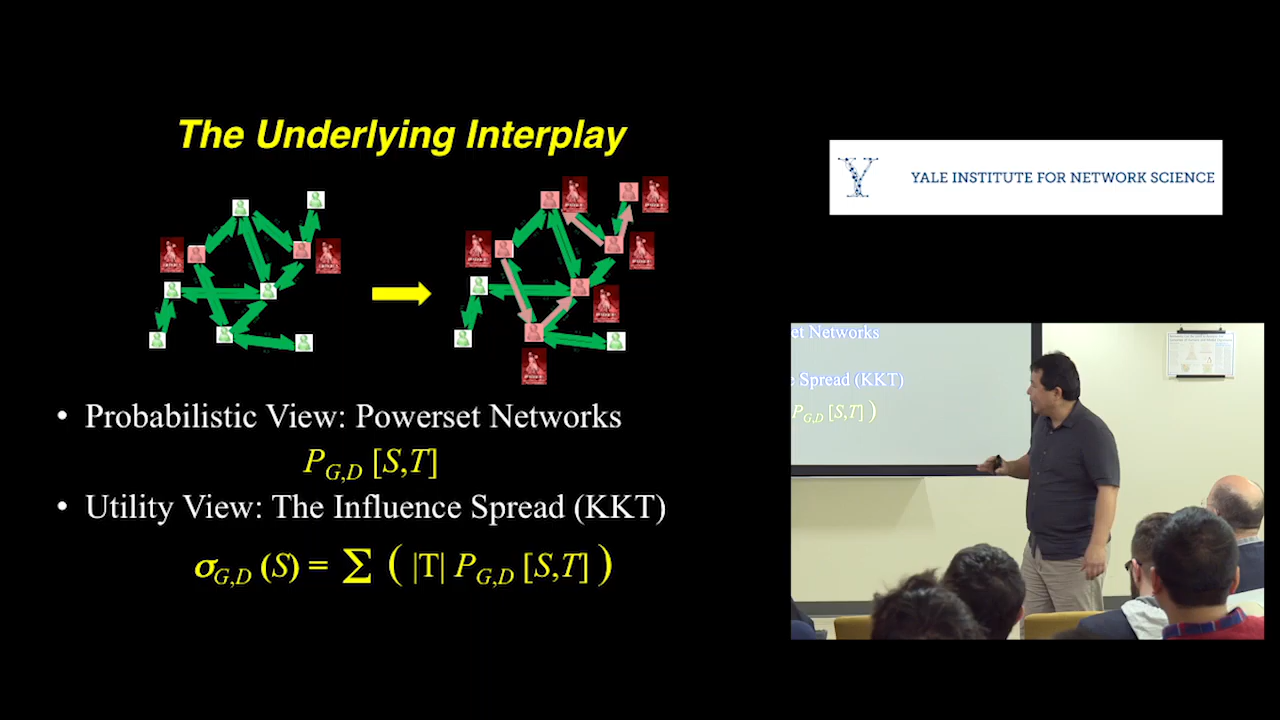 The Underlying Interplay
YALE INSTITUTE FOR NETWORK SCIENCE
• Probabilistic View: Powerset Networks
P_{G,D} [S,T]
• Utility View: The Influence Spread (KKT)
σ_{G,D} (S) = ∑ ( |T| P_{G,D} [S,T] )
et Networks
Spread (KKT)
P_{G,D} [S,T] )